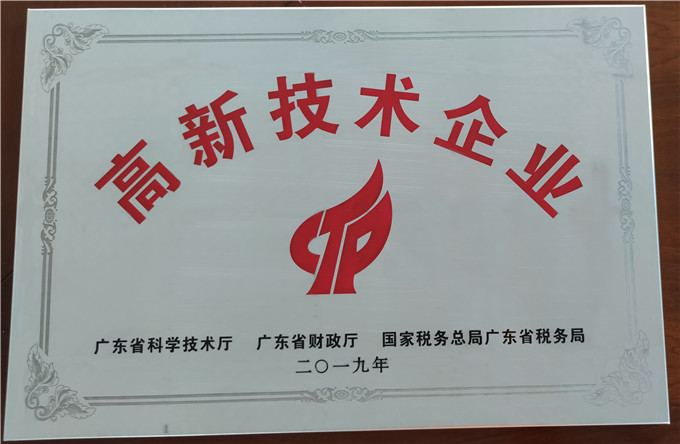 高新技术企业
CTP
广东省科学技术厅 广东省财政厅 国家税务总局广东省税务局
二〇一九年